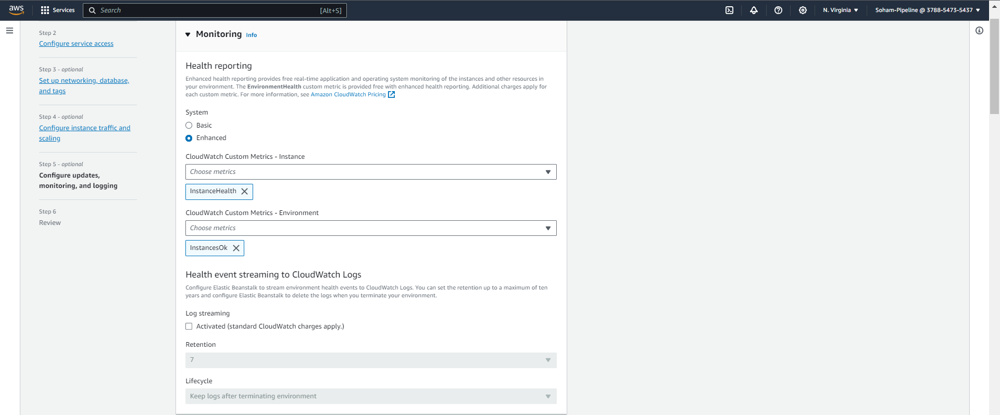 aws Services Search [Alt+S] N. Virginia Soham-Pipeline @ 3788-5473-5437
Step 2
Configure service access
Step 3 - optional
Set up networking, database,
and tags
Step 4 - optional
Configure instance traffic and
scaling
Step 5 - optional
Configure updates,
monitoring, and logging
Step 6
Review
Monitoring Info
Health reporting
Enhanced health reporting provides free real-time application and operating system monitoring of the instances and other resources in
your environment. The EnvironmentHealth custom metric is provided free with enhanced health reporting. Additional charges apply for
each custom metric. For more information, see Amazon CloudWatch Pricing
System
Basic
Enhanced
CloudWatch Custom Metrics - Instance
Choose metrics
InstanceHealth
CloudWatch Custom Metrics - Environment
Choose metrics
InstancesOk
Health event streaming to CloudWatch Logs
Configure Elastic Beanstalk to stream environment health events to CloudWatch Logs. You can set the retention up to a maximum of ten
years and configure Elastic Beanstalk to delete the logs when you terminate your environment.
Log streaming
Activated (standard CloudWatch charges apply.)
Retention
7
Lifecycle
Keep logs after terminating environment